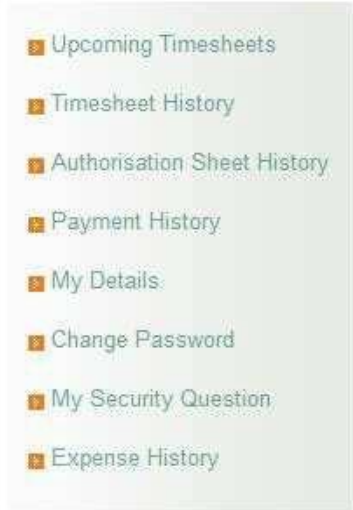 Upcoming Timesheets
Timesheet History
Authorisation Sheet History
Payment History
My Details
Change Password
My Security Question
Expense History